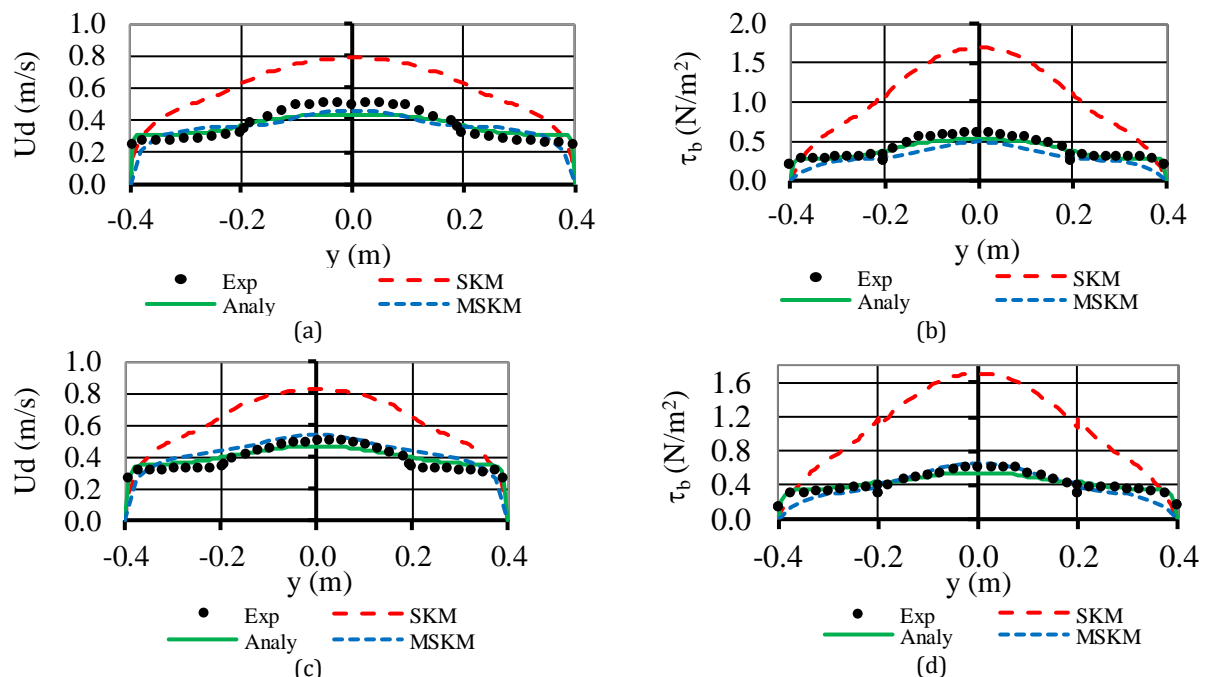 Ud (m/s)
1.0
0.8
0.6
0.4
0.2
0.0
-0.4 -0.2 0.0 0.2 0.4
y (m)
Exp SKM
Analy MSKM
(a)
τb (N/m²)
2.0
1.5
1.0
0.5
0.0
-0.4 -0.2 0.0 0.2 0.4
y (m)
Exp SKM
Analy MSKM
(b)
Ud (m/s)
1.0
0.8
0.6
0.4
0.2
0.0
-0.4 -0.2 0.0 0.2 0.4
y (m)
Exp SKM
Analy MSKM
(c)
τb (N/m²)
1.6
1.2
0.8
0.4
0.0
-0.4 -0.2 0.0 0.2 0.4
y (m)
Exp SKM
Analy MSKM
(d)